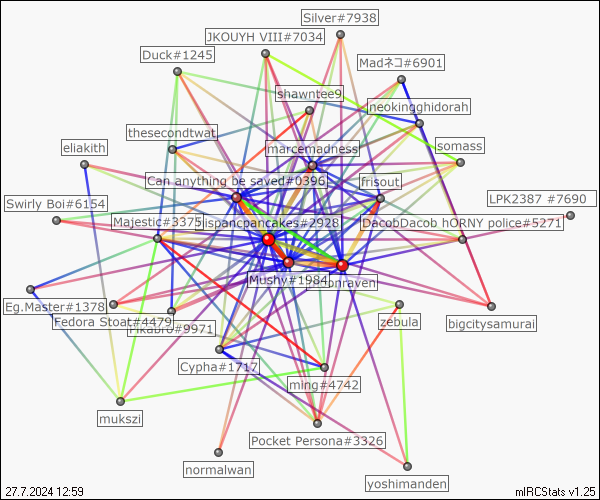 Silver#7938
JKOUYH VIII#7034
Duck#1245
Madネコ#6901
shawntee9
neokingghidorah
thesecondtwat
eliakith
marcemadness
somass
Can anything be saved#0396
frisout
LPK2387 #7690
Swirly Boi#6154
Majestic#3375
jspancpancakes#2928
DacobDacob hORNY police#5271
Mushy#1984
onraven
Eg.Master#1378
Fedora Stoat#4479
#9971
zebula
bigcitysamurai
Cypha#1717
ming#4742
mukszi
Pocket Persona#3326
normalwan
yoshimanden
27.7.2024 12:59
mIRCStats v1.25